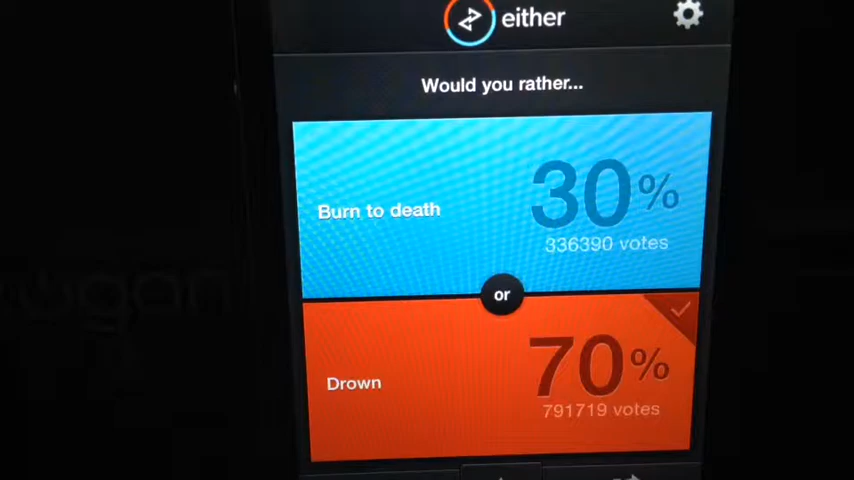 either
Would you rather...
Burn to death
30%
336390 votes
or
Drown
70%
791719 votes